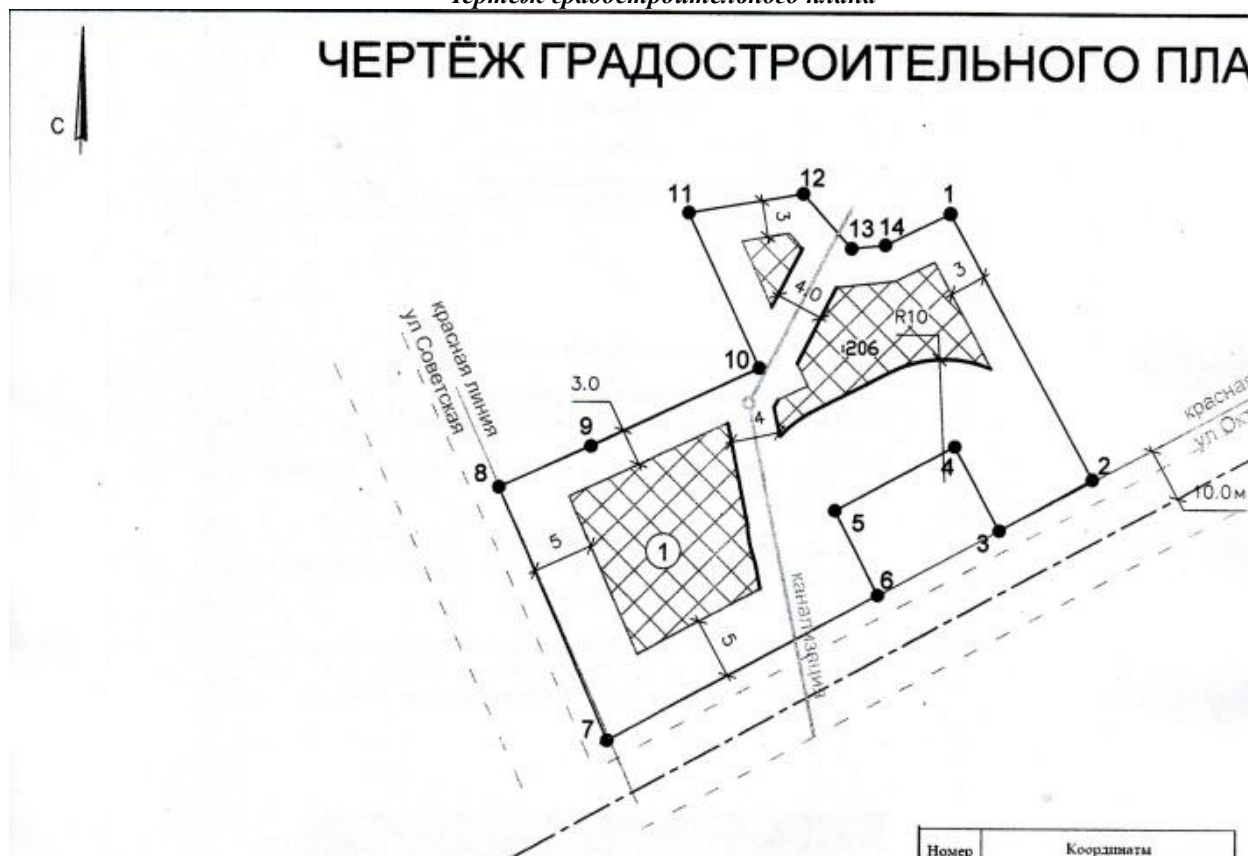 Чертеж градостроительного плана
ЧЕРТЁЖ ГРАДОСТРОИТЕЛЬНОГО ПЛА
С
11
12
1
13
14
3
3
4.0
R10
206
10
красная линия
ул Советская
3.0
9
4
8
4
2
красная
ул Ок
10.0м
5
5
1
3
6
канализация
5
7
Номер
Координаты